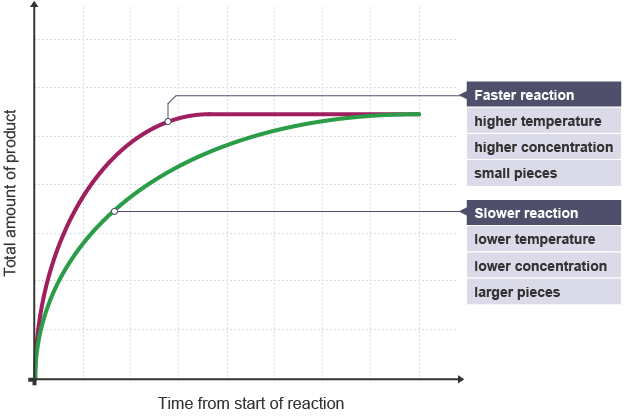 Total amount of product
Faster reaction
higher temperature
higher concentration
small pieces
Slower reaction
lower temperature
lower concentration
larger pieces
Time from start of reaction